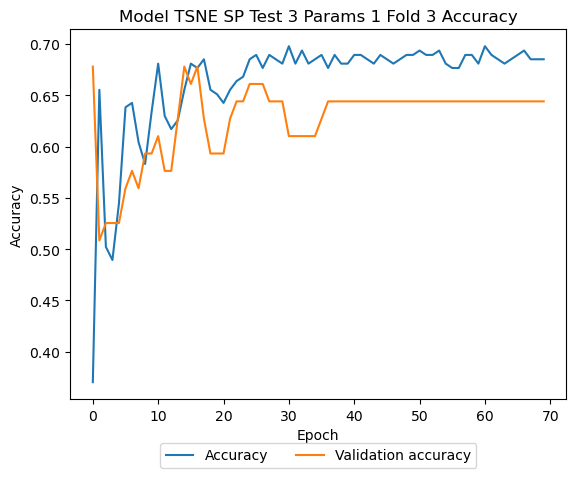 Model TSNE SP Test 3 Params 1 Fold 3 Accuracy
0.70
0.65
0.60
0.55
0.50
0.45
0.40
Accuracy
0 10 20 30 40 50 60 70
Epoch
Accuracy Validation accuracy